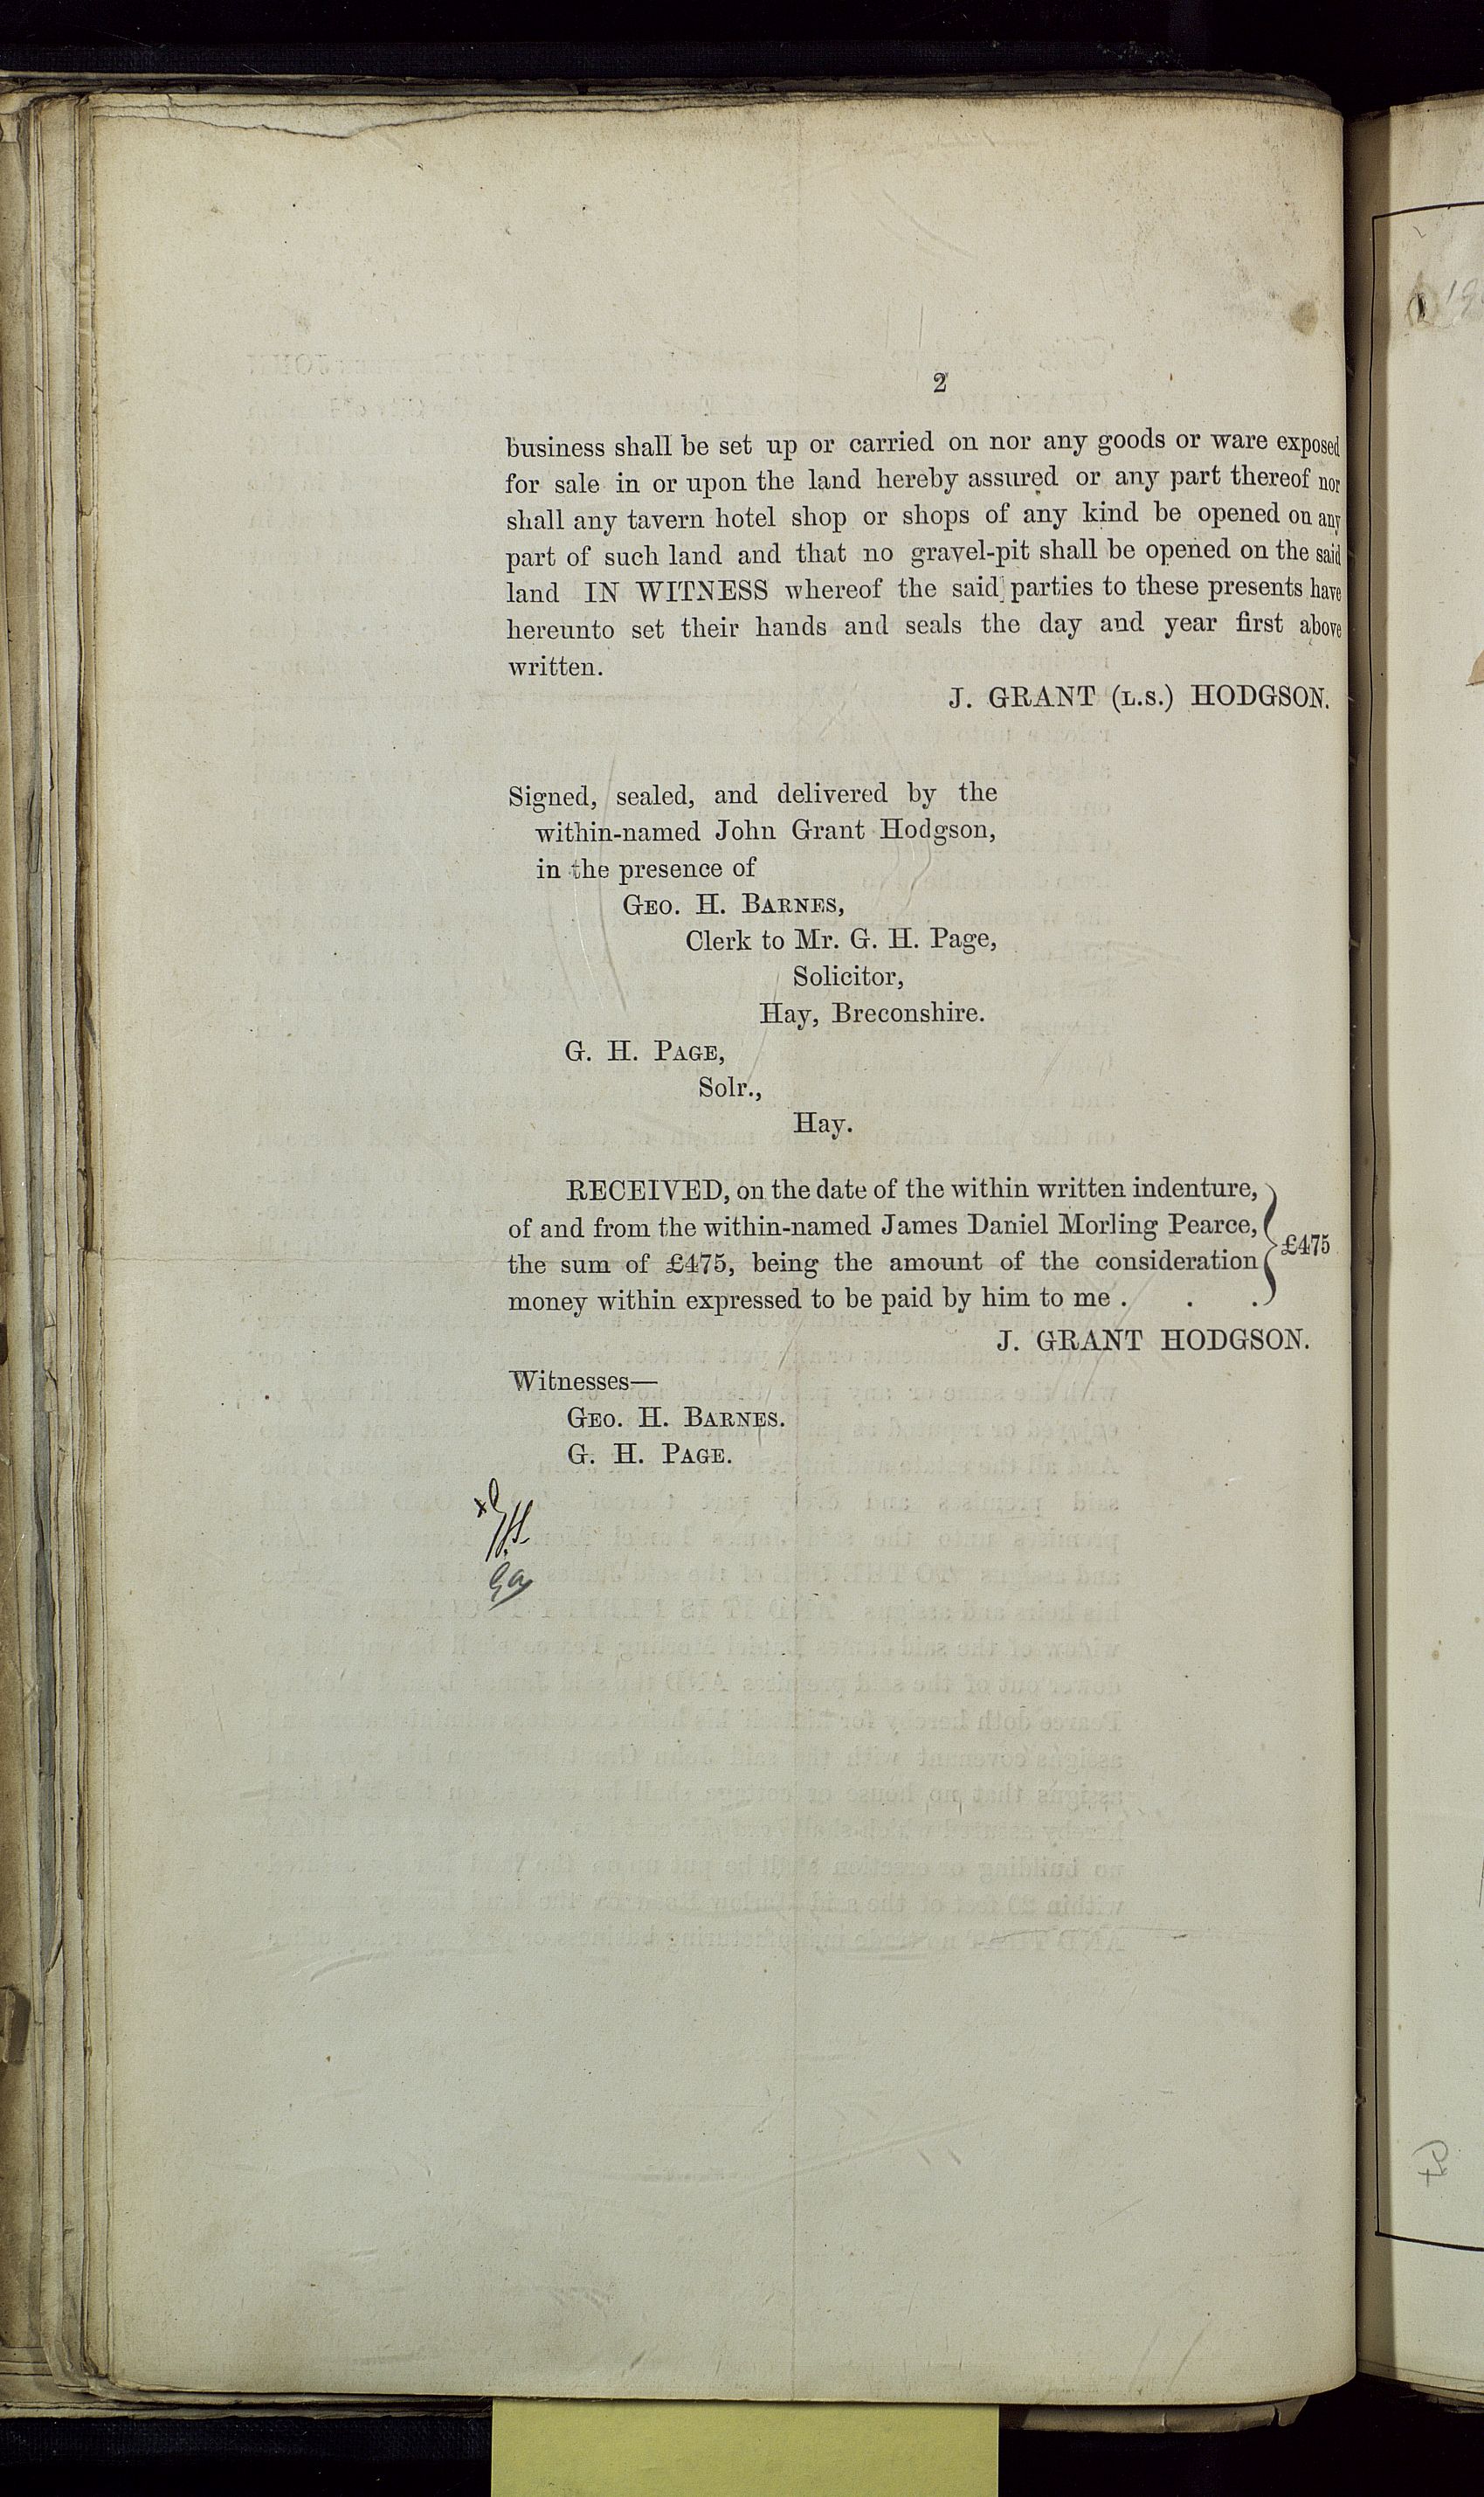 2
business shall be set up or carried on nor any goods or ware exposed
for sale in or upon the land hereby assured or any part thereof nor
shall any tavern hotel shop or shops of any kind be opened on any
part of such land and that no gravel-pit shall be opened on the said
land IN WITNESS whereof the said parties to these presents have
hereunto set their hands and seals the day and year first above
written.
J. GRANT (L.S.) HODGSON.
Signed, sealed, and delivered by the
within-named John Grant Hodgson,
in the presence of
GEO. H. BARNES,
Clerk to Mr. G. H. Page,
Solicitor,
Hay, Breconshire.
G. H. PAGE,
Solr.,
Hay.
RECEIVED, on the date of the within written indenture,
of and from the within-named James Daniel Morling Pearce,
the sum of £475, being the amount of the consideration £475
money within expressed to be paid by him to me . . .
J. GRANT HODGSON.
Witnesses—
GEO. H. BARNES.
G. H. PAGE.